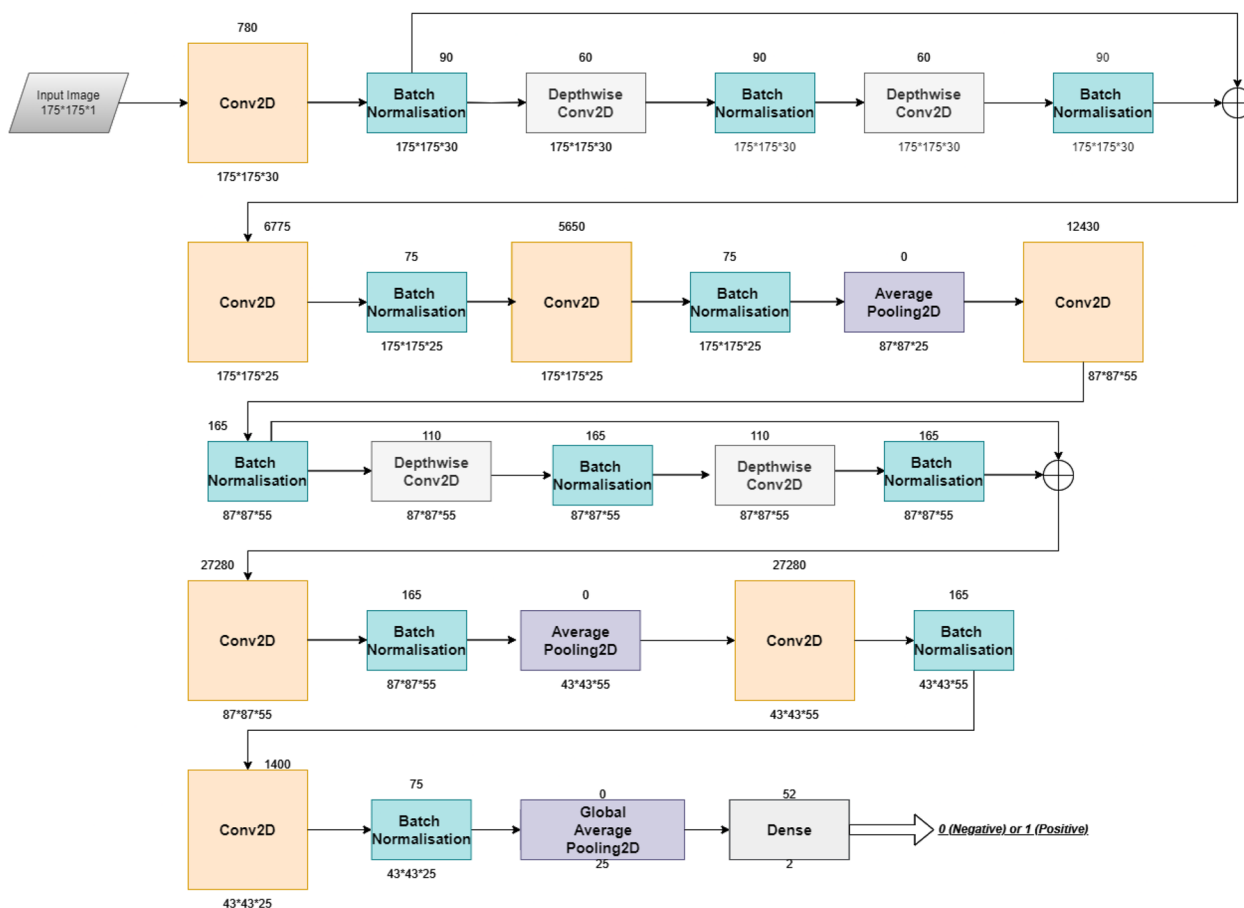 780
90
60
90
60
90
Input Image
175*175*1
Conv2D
Batch
Normalisation
Depthwise
Conv2D
Batch
Normalisation
Depthwise
Conv2D
Batch
Normalisation
175*175*30
175*175*30
175*175*30
175*175*30
175*175*30
175*175*30
6775
75
5650
75
0
12430
Conv2D
Batch
Normalisation
Conv2D
Batch
Normalisation
Average
Pooling2D
Conv2D
175*175*25
175*175*25
175*175*25
175*175*25
87*87*25
87*87*55
165
110
165
110
165
Batch
Normalisation
Depthwise
Conv2D
Batch
Normalisation
Depthwise
Conv2D
Batch
Normalisation
87*87*55
87*87*55
87*87*55
87*87*55
87*87*55
27280
165
0
27280
165
Conv2D
Batch
Normalisation
Average
Pooling2D
Conv2D
Batch
Normalisation
87*87*55
87*87*55
43*43*55
43*43*55
43*43*55
1400
75
0
52
Conv2D
Batch
Normalisation
Global
Average
Pooling2D
Dense
0 (Negative) or 1 (Positive)
43*43*25
43*43*25
25
2